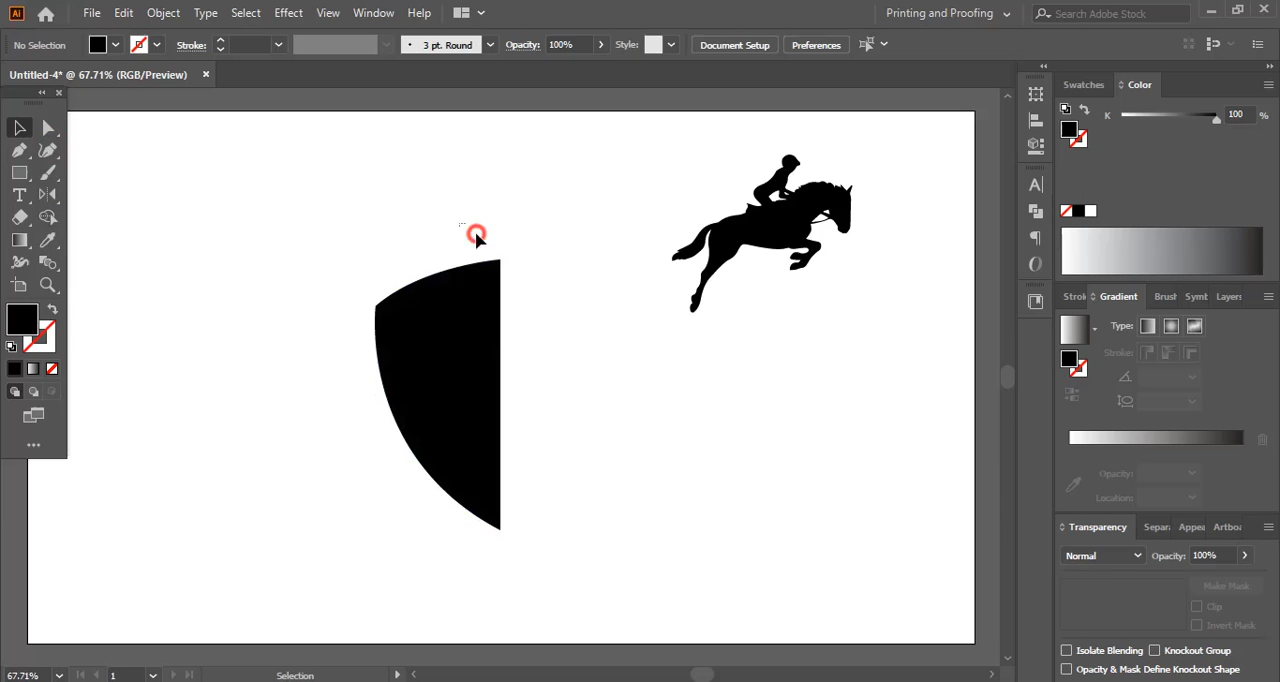 Ai File Edit Object Type Select Effect View Window Help Printing and Proofing Search Adobe Stock
No Selection Stroke: 3 pt. Round Opacity: 100% Style: Document Setup Preferences
Untitled-4* @ 67.71% (RGB/Preview)
Swatches Color
K 100 %
Strok Gradient Brush Symb Layers
Type:
Stroke:
Opacity:
Location:
Transparency Separ Appea Artbo
Normal Opacity: 100%
Make Mask
Clip
Invert Mask
Isolate Blending Knockout Group
Opacity & Mask Define Knockout Shape
67.71% 1 Selection